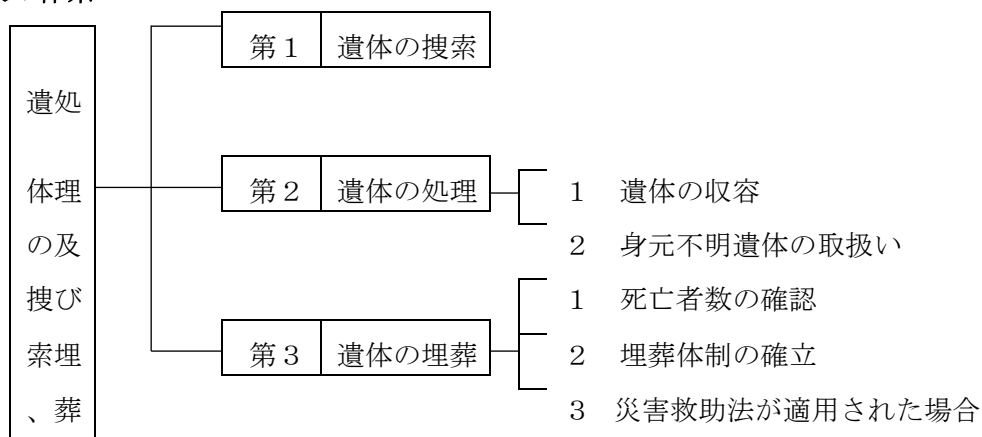 遺体の捜索、
処理及び埋葬
第１ 遺体の捜索
第２ 遺体の処理
１ 遺体の収容
２ 身元不明遺体の取扱い
第３ 遺体の埋葬
１ 死亡者数の確認
２ 埋葬体制の確立
３ 災害救助法が適用された場合